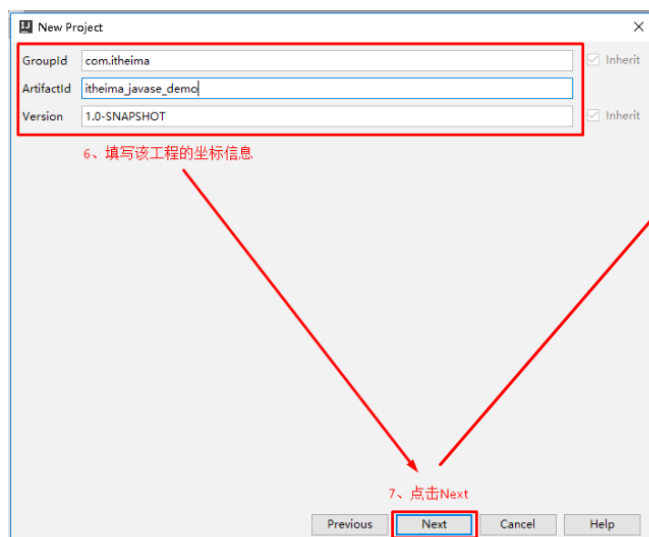 New Project
GroupId com.itheima Inherit
ArtifactId itheima_javase_demo
Version 1.0-SNAPSHOT Inherit
6、填写该工程的坐标信息
7、点击Next
Previous Next Cancel Help